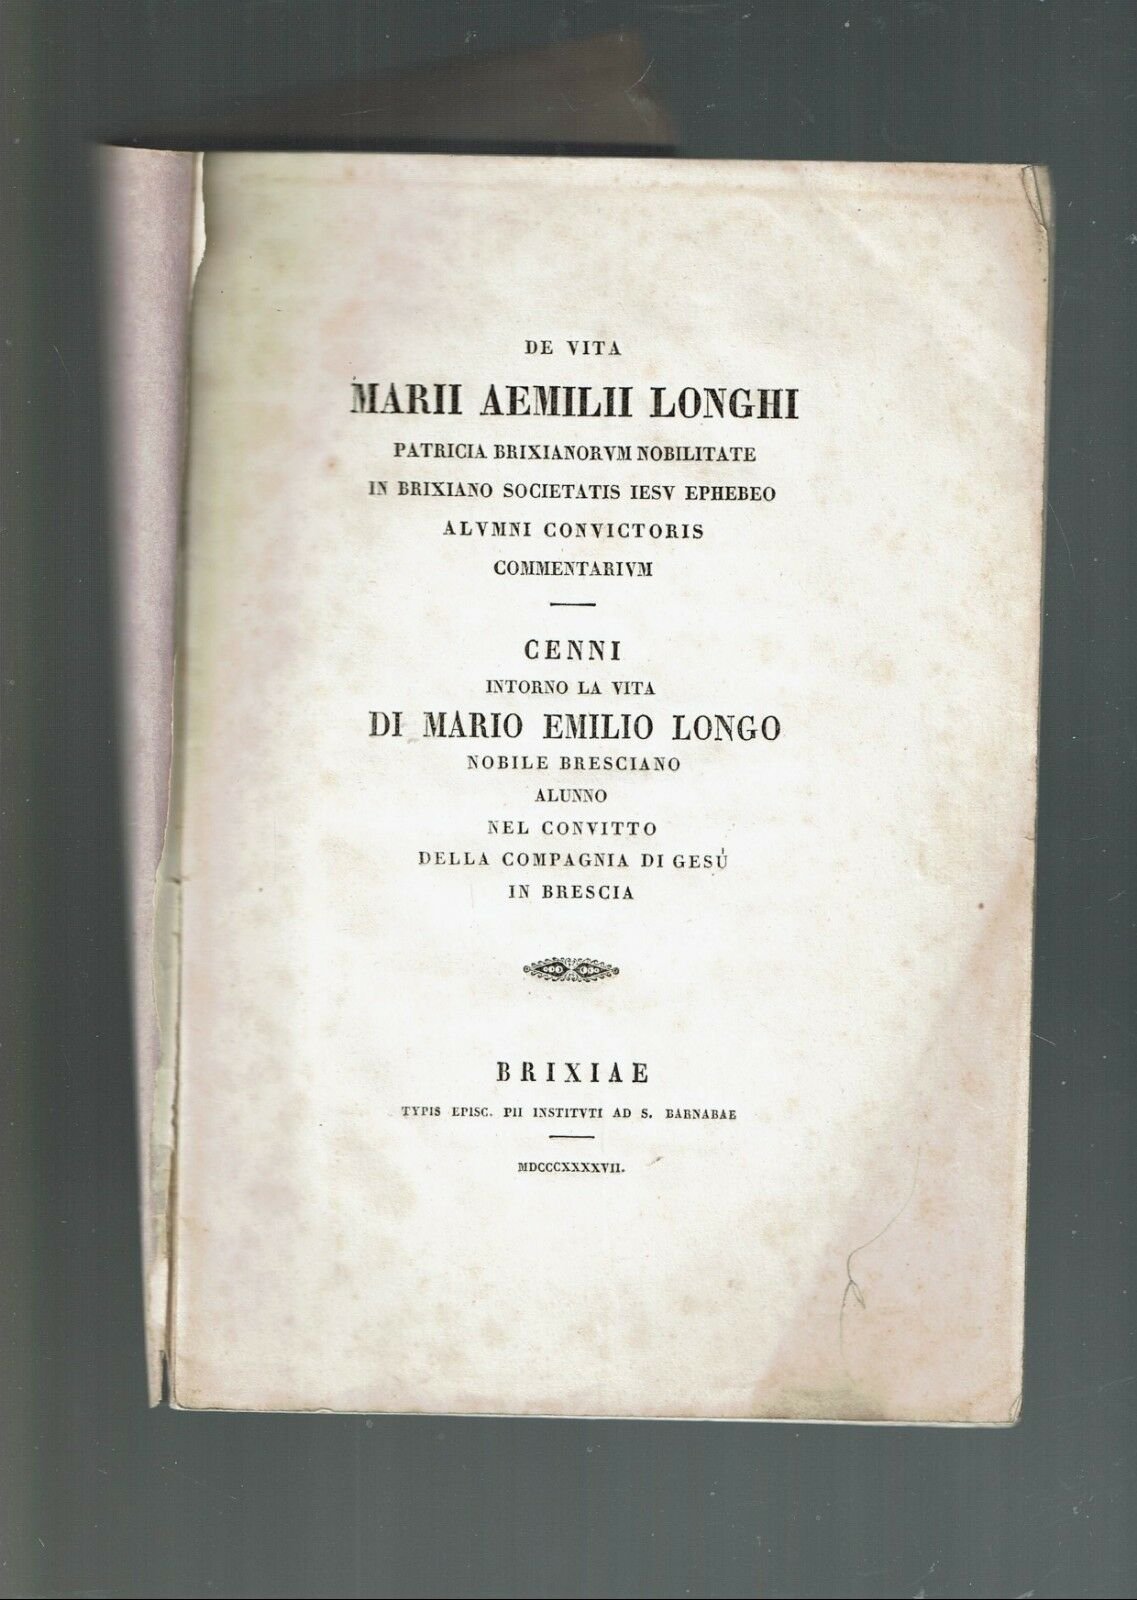 DE VITA
MARII AEMILII LONGHI
PATRICIA BRIXIANORVM NOBILITATE
IN BRIXIANO SOCIETATIS IESV EPHEBEO
ALVMNI CONVICTORIS
COMMENTARIVM
CENNI
INTORNO LA VITA
DI MARIO EMILIO LONGO
NOBILE BRESCIANO
ALUNNO
NEL CONVITTO
DELLA COMPAGNIA DI GESÙ
IN BRESCIA
BRIXIAE
TYPIS EPISC. PII INSTITVTI AD S. BARNABAE
MDCCCXXXXVII.